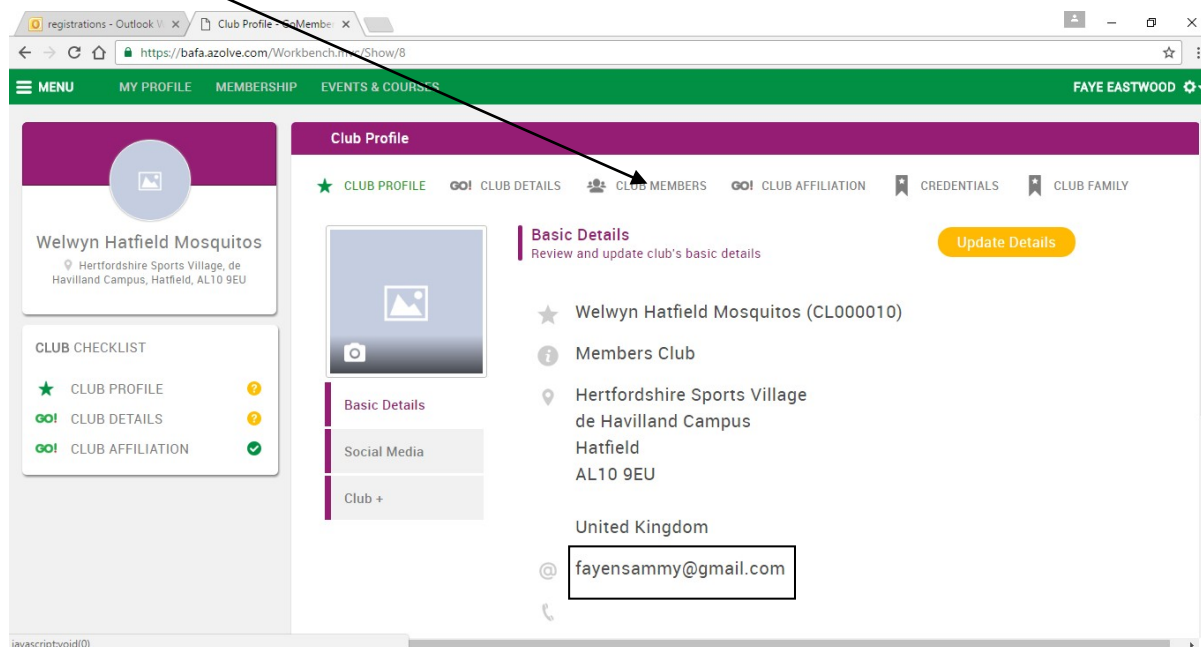 registrations - Outlook W
Club Profile - GoMember
https://bafa.azolve.com/Workbench.mvc/Show/8
MENU MY PROFILE MEMBERSHIP EVENTS & COURSES FAYE EASTWOOD
Welwyn Hatfield Mosquitos
Hertfordshire Sports Village, de
Havilland Campus, Hatfield, AL10 9EU
CLUB CHECKLIST
CLUB PROFILE ?
GO! CLUB DETAILS ?
GO! CLUB AFFILIATION
Club Profile
CLUB PROFILE GO! CLUB DETAILS CLUB MEMBERS GO! CLUB AFFILIATION CREDENTIALS CLUB FAMILY
Basic Details
Social Media
Club +
Basic Details
Review and update club's basic details
Update Details
Welwyn Hatfield Mosquitos (CL000010)
Members Club
Hertfordshire Sports Village
de Havilland Campus
Hatfield
AL10 9EU
United Kingdom
@ fayensammy@gmail.com
javascript:void(0)